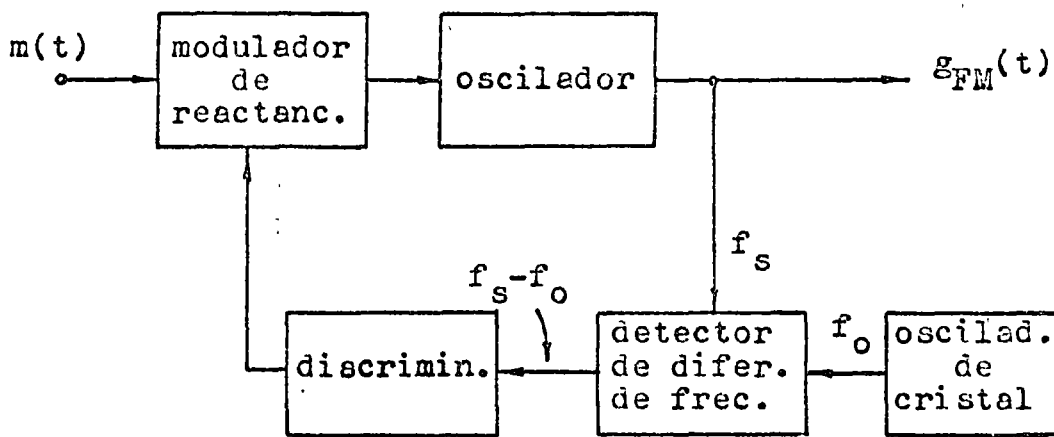 m(t)
modulador
de
reactanc.
oscilador
g_FM(t)
f_s
f_s-f_o
discrimin.
detector
de difer.
de frec.
f_o
oscilad.
de
cristal